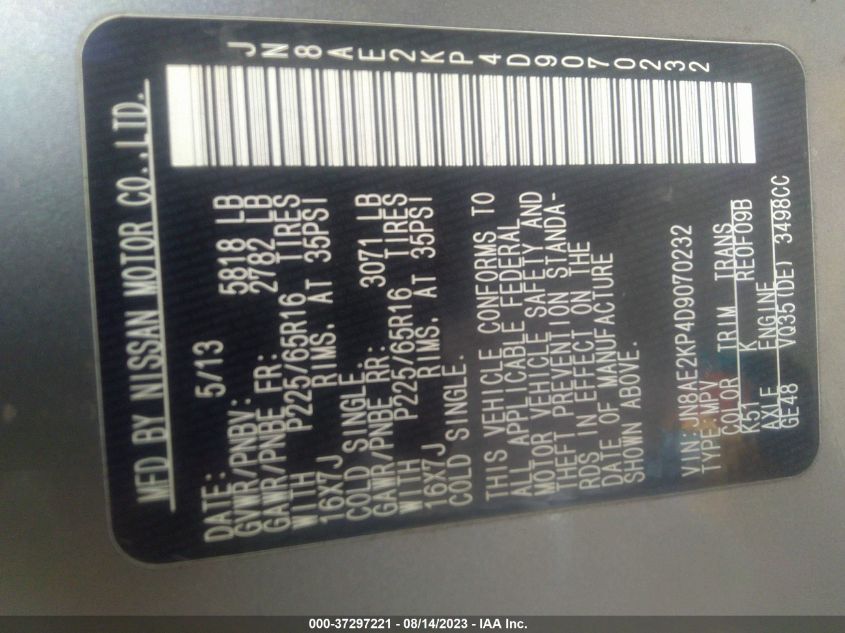 MFD BY NISSAN MOTOR CO.,LTD.
JN8AE2KP4D9070232
DATE: 5/13
GVWR/PNBV: 5818 LB
GAWR/PNBE FR: 2782 LB
WITH P225/65R16 TIRES
16X7J RIMS, AT 35PSI
COLD SINGLE.
GAWR/PNBE RR: 3071 LB
WITH P225/65R16 TIRES
16X7J RIMS, AT 35PSI
COLD SINGLE.
THIS VEHICLE CONFORMS TO
ALL APPLICABLE FEDERAL
MOTOR VEHICLE SAFETY AND
THEFT PREVENTION STANDA-
RDS IN EFFECT ON THE
DATE OF MANUFACTURE
SHOWN ABOVE.
VIN:JN8AE2KP4D9070232
TYPE:MPV
COLOR TRIM TRANS
K51 K RE0F09B
AXLE ENGINE
GE48 VQ35(DE) 3498CC
000-37297221 - 08/14/2023 - IAA Inc.